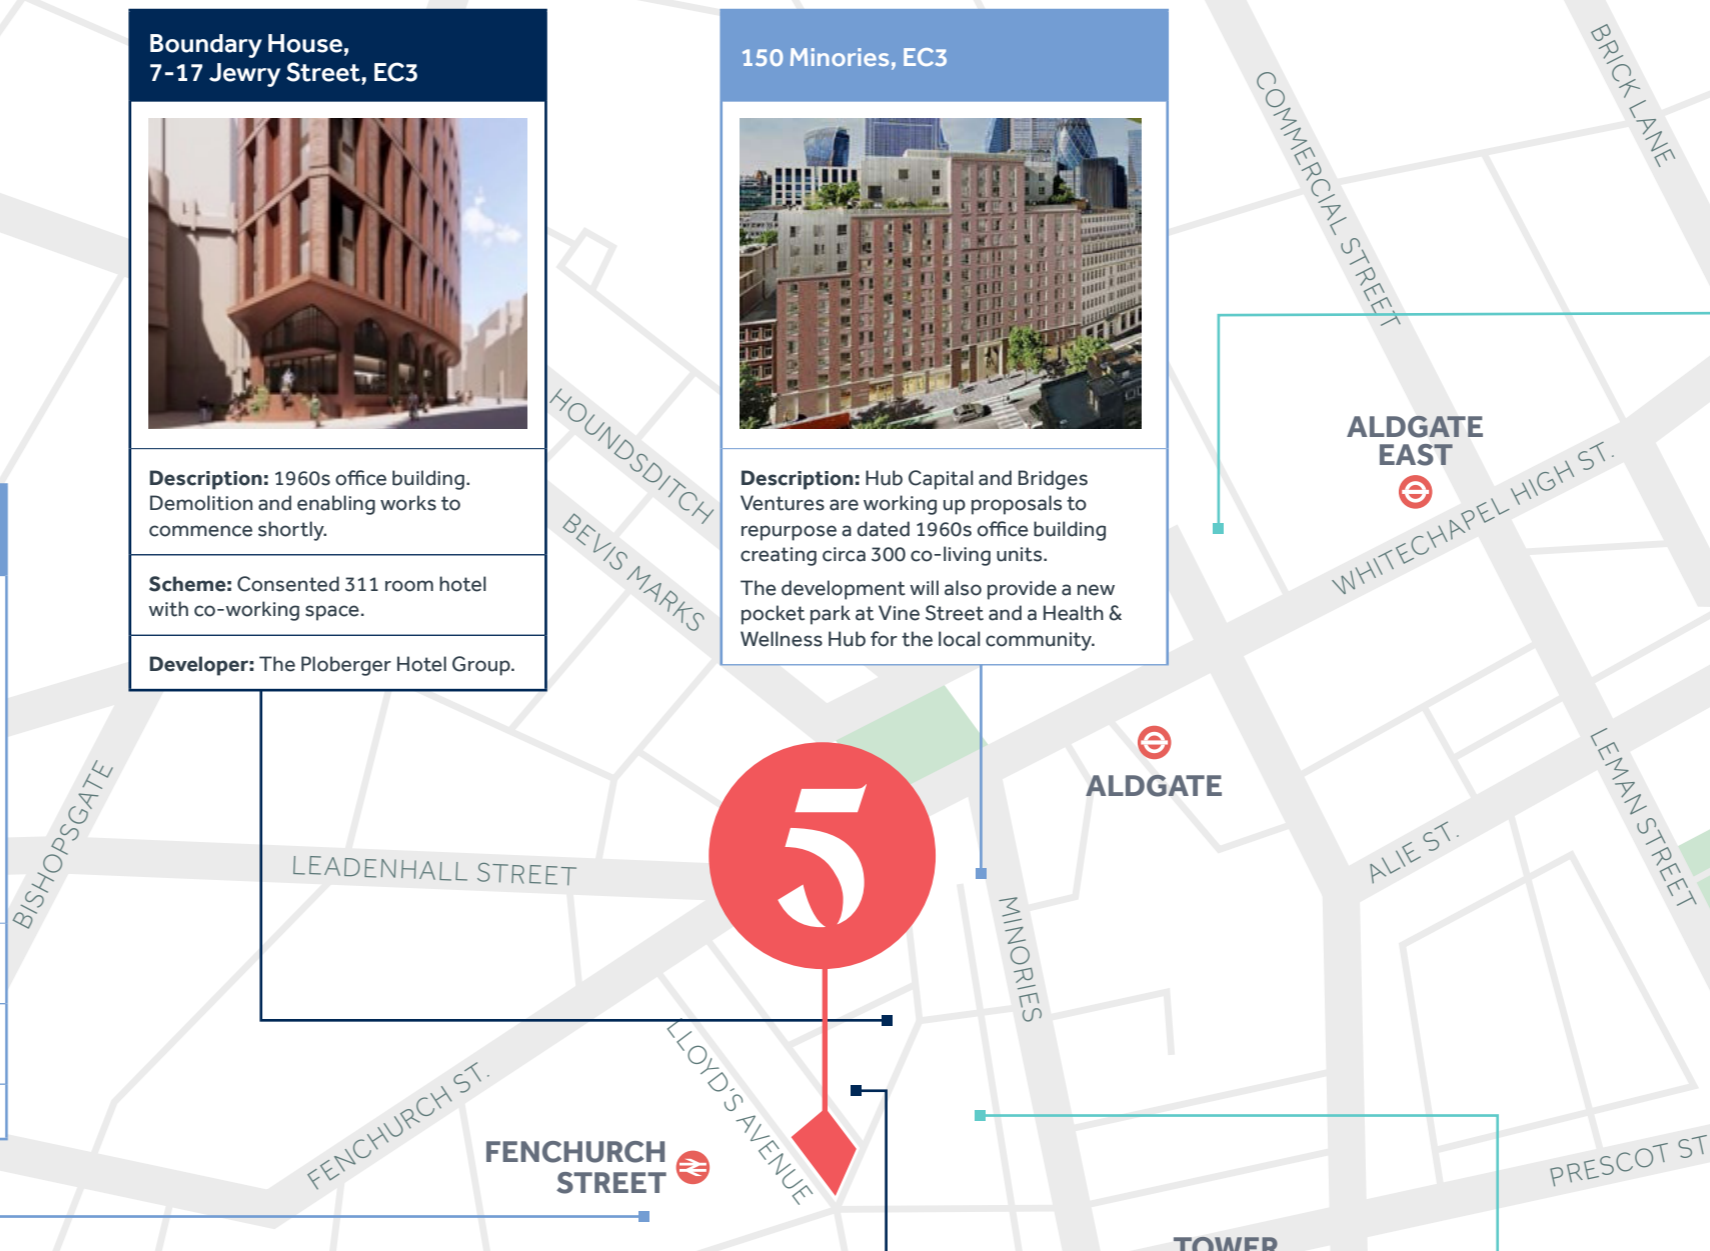 Boundary House,
7-17 Jewry Street, EC3
Description: 1960s office building.
Demolition and enabling works to
commence shortly.
Scheme: Consented 311 room hotel
with co-working space.
Developer: The Ploberger Hotel Group.
150 Minories, EC3
Description: Hub Capital and Bridges
Ventures are working up proposals to
repurpose a dated 1960s office building
creating circa 300 co-living units.
The development will also provide a new
pocket park at Vine Street and a Health &
Wellness Hub for the local community.
BRICK LANE
COMMERCIAL STREET
HOUNDSDITCH
BEVIS MARKS
ALDGATE
EAST
WHITECHAPEL HIGH ST.
ALDGATE
BISHOPSGATE
LEADENHALL STREET
5
MINORIES
ALIE ST.
LEMAN STREET
LLOYD'S AVENUE
FENCHURCH ST.
FENCHURCH
STREET
PRESCOT ST
TOWER